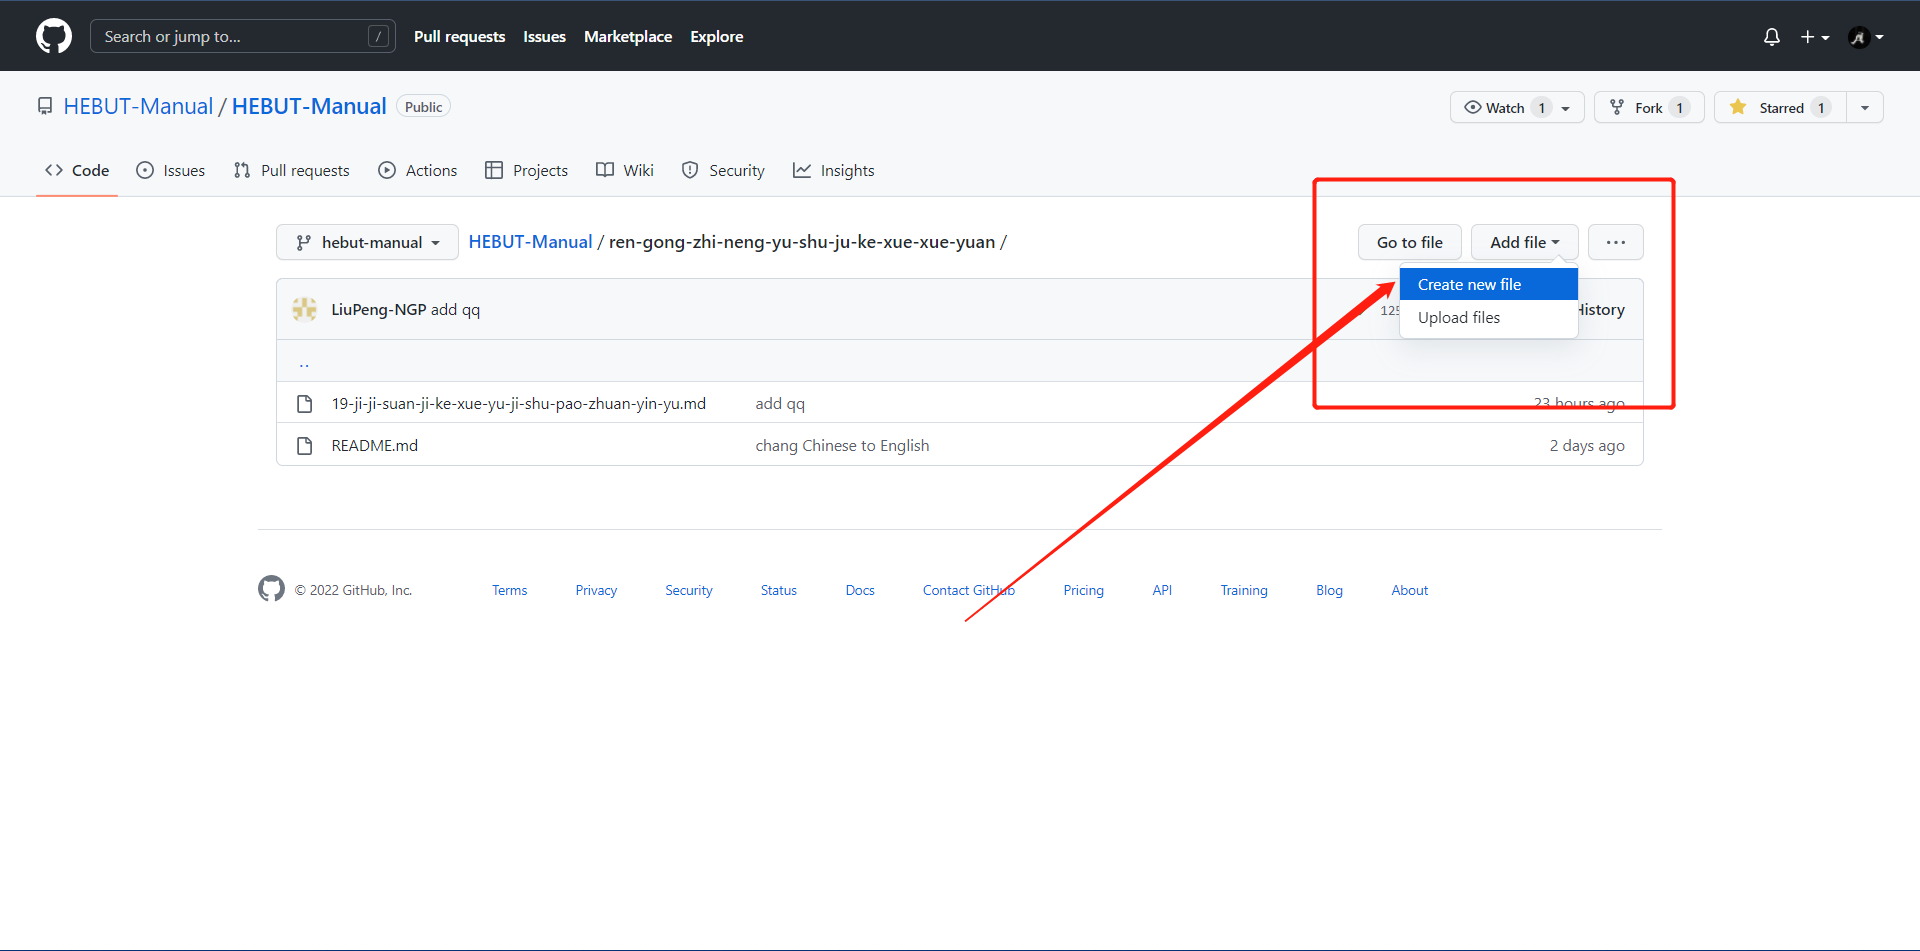 Search or jump to... / Pull requests Issues Marketplace Explore
HEBUT-Manual / HEBUT-Manual Public Watch 1 Fork 1 Starred 1
Code Issues Pull requests Actions Projects Wiki Security Insights
hebut-manual HEBUT-Manual / ren-gong-zhi-neng-yu-shu-ju-ke-xue-xue-yuan / Go to file Add file ...
Create new file
LiuPeng-NGP add qq History
Upload files
..
19-ji-ji-suan-ji-ke-xue-yu-ji-shu-pao-zhuan-yin-yu.md add qq 23 hours ago
README.md chang Chinese to English 2 days ago
© 2022 GitHub, Inc. Terms Privacy Security Status Docs Contact GitHub Pricing API Training Blog About